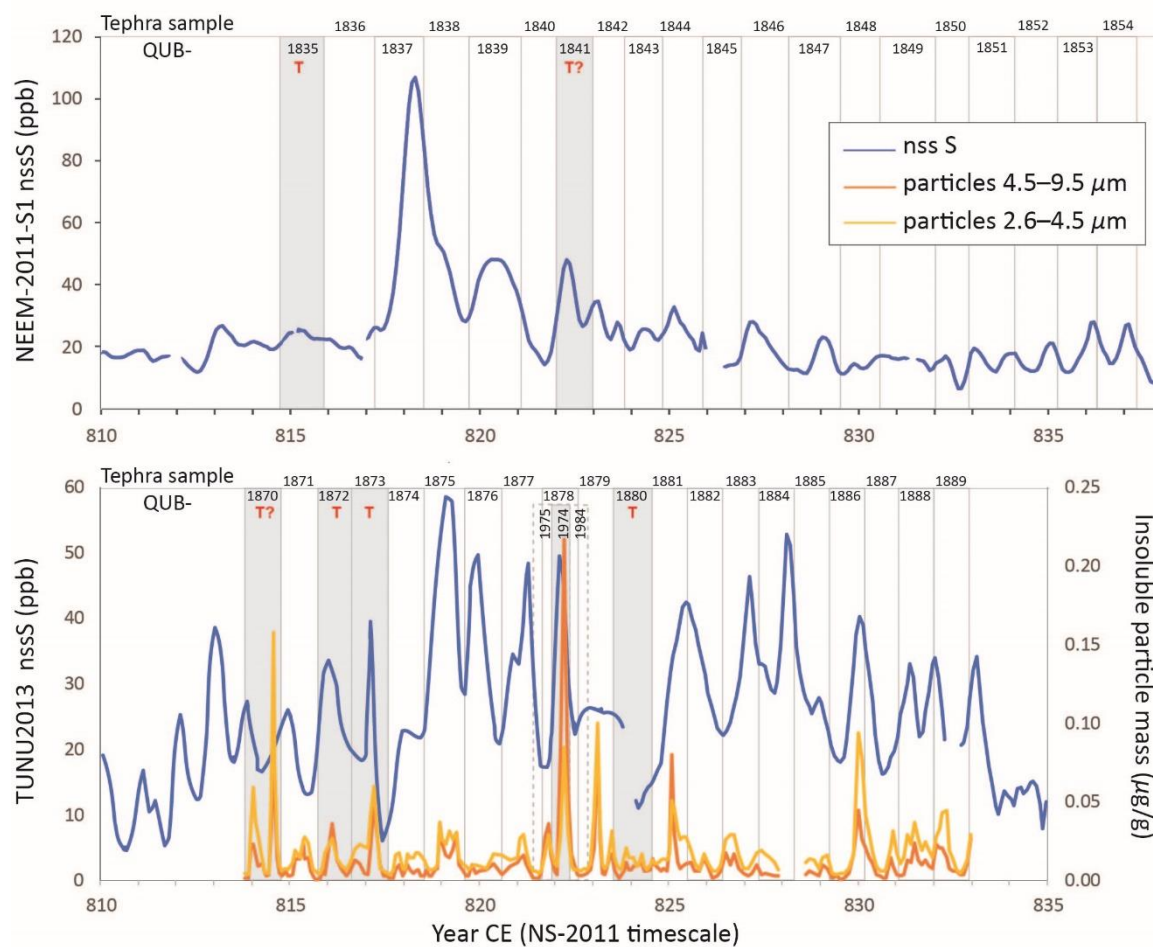 Tephra sample 1836 1838 1840 1842 1844 1846 1848 1850 1852 1854
QUB- 1835 1837 1839 1841 1843 1845 1847 1849 1851 1853
T T?
NEEM-2011-S1 nssS (ppb)
120
100
80
60
40
20
0
nss S
particles 4.5–9.5 µm
particles 2.6–4.5 µm
810 815 820 825 830 835
Tephra sample 1871 1873 1875 1877 1879 1881 1883 1885 1887 1889
QUB- 1870 1872 1874 1876 1878 1880 1882 1884 1886 1888
T? T T T
1975 1974 1984
TUNU2013 nssS (ppb)
60
50
40
30
20
10
0
Insoluble particle mass (µg/g)
0.25
0.20
0.15
0.10
0.05
0.00
810 815 820 825 830 835
Year CE (NS-2011 timescale)